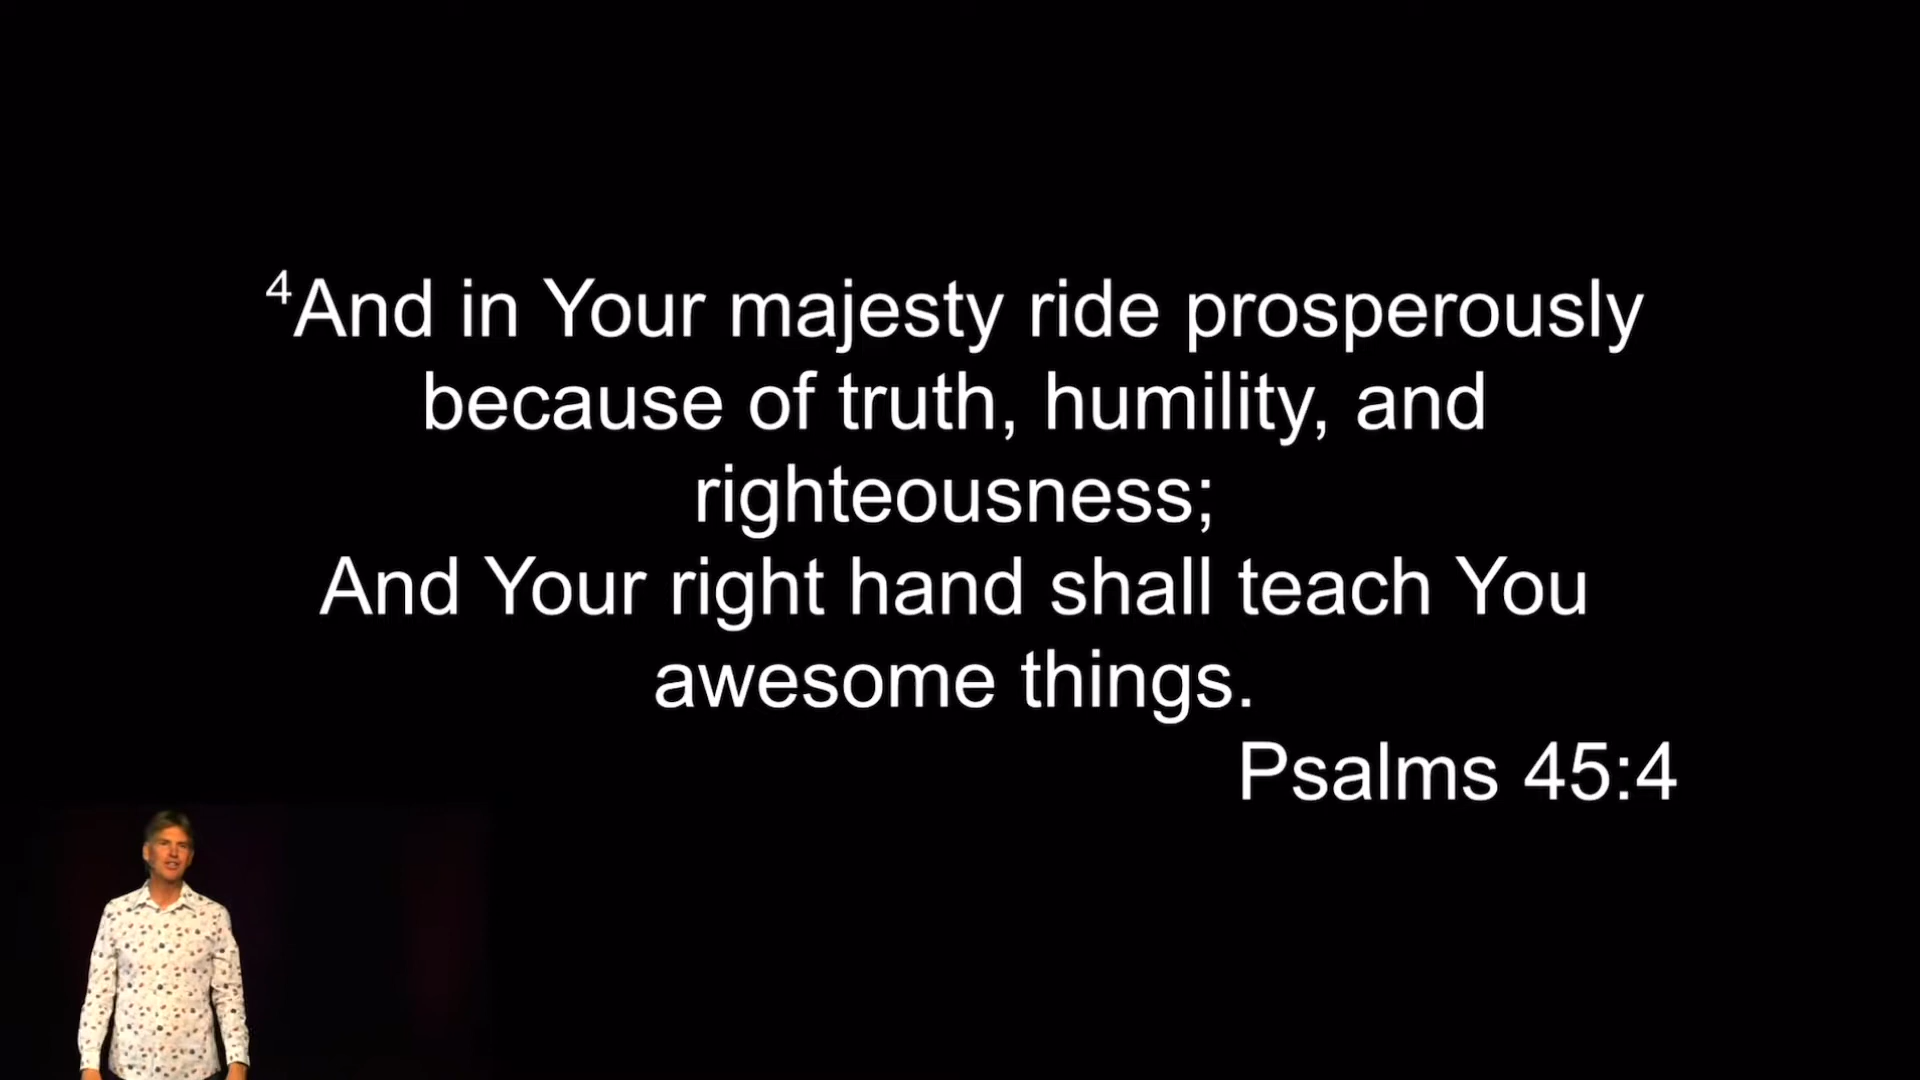 4And in Your majesty ride prosperously
because of truth, humility, and
righteousness;
And Your right hand shall teach You
awesome things.
Psalms 45:4